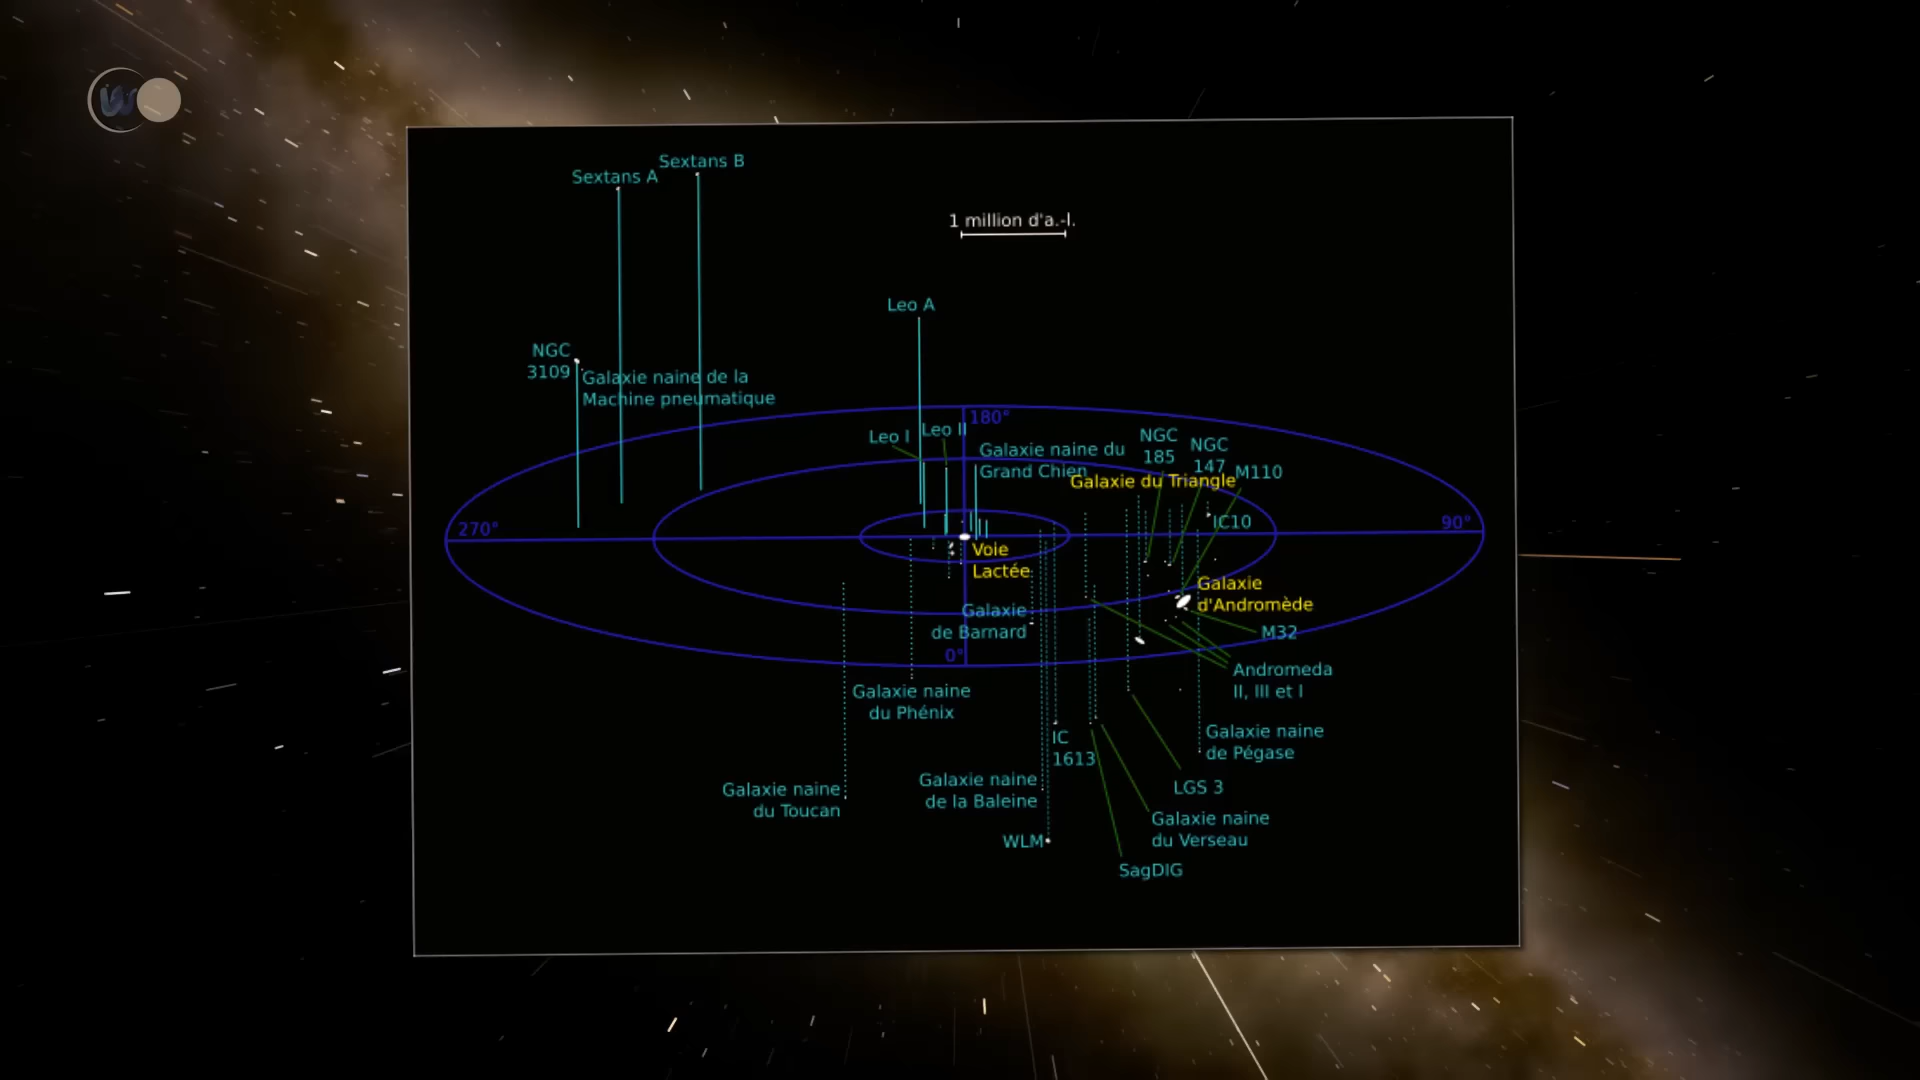 W
Sextans B
Sextans A
1 million d'a.-l.
Leo A
NGC
3109
Galaxie naine de la
Machine pneumatique
180°
Leo I
Leo II
Galaxie naine du
Grand Chien
NGC
185
NGC
147
M110
Galaxie du Triangle
IC10
270°
90°
Voie
Lactée
Galaxie
d'Andromède
Galaxie
de Barnard
M32
0°
Andromeda
II, III et I
Galaxie naine
du Phénix
Galaxie naine
de Pégase
IC
1613
Galaxie naine
du Toucan
Galaxie naine
de la Baleine
LGS 3
Galaxie naine
du Verseau
WLM
SagDIG